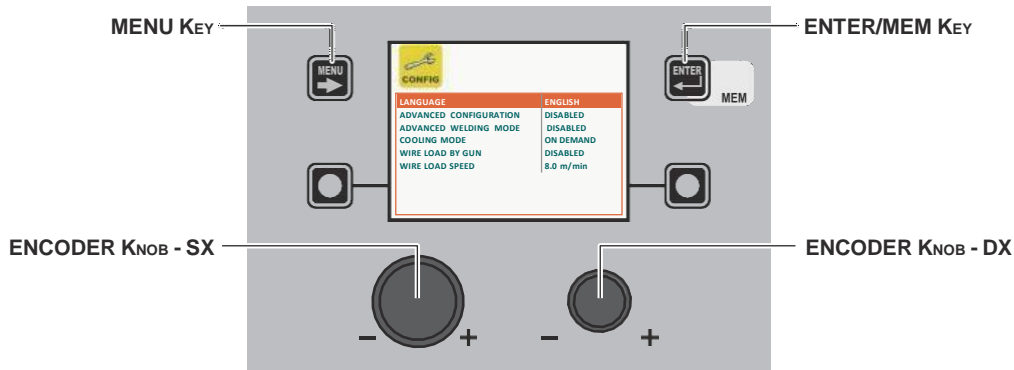 MENU KEY
ENTER/MEM KEY
MENU
ENTER
MEM
CONFIG
LANGUAGE ENGLISH
ADVANCED CONFIGURATION DISABLED
ADVANCED WELDING MODE DISABLED
COOLING MODE ON DEMAND
WIRE LOAD BY GUN DISABLED
WIRE LOAD SPEED 8.0 m/min
ENCODER KNOB - SX
ENCODER KNOB - DX
− + − +